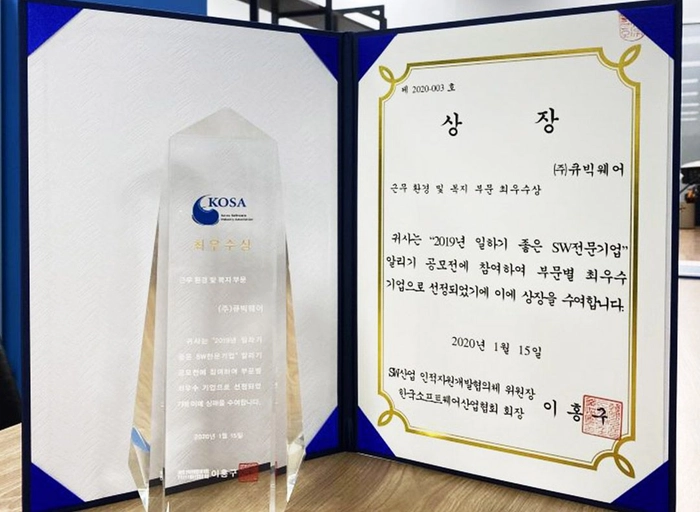 KOSA
Korea Software
Industry Association
최우수상
근무 환경 및 복지 부문
(주)큐빅웨어
귀사는 "2019년 일하기
좋은 SW전문기업" 알리기
공모전에 참여하여 부문별
최우수 기업으로 선정되었
기에 이에 상패를 수여합니다.
2020년 1월 15일
이홍구
제 2020-003 호
상 장
(주)큐빅웨어
근무 환경 및 복지 부문 최우수상
귀사는 "2019년 일하기 좋은 SW전문기업"
알리기 공모전에 참여하여 부문별 최우수
기업으로 선정되었기에 이에 상장을 수여합니다.
2020년 1월 15일
SW산업 인적자원개발협의체 위원장
한국소프트웨어산업협회 회장 이 홍 구